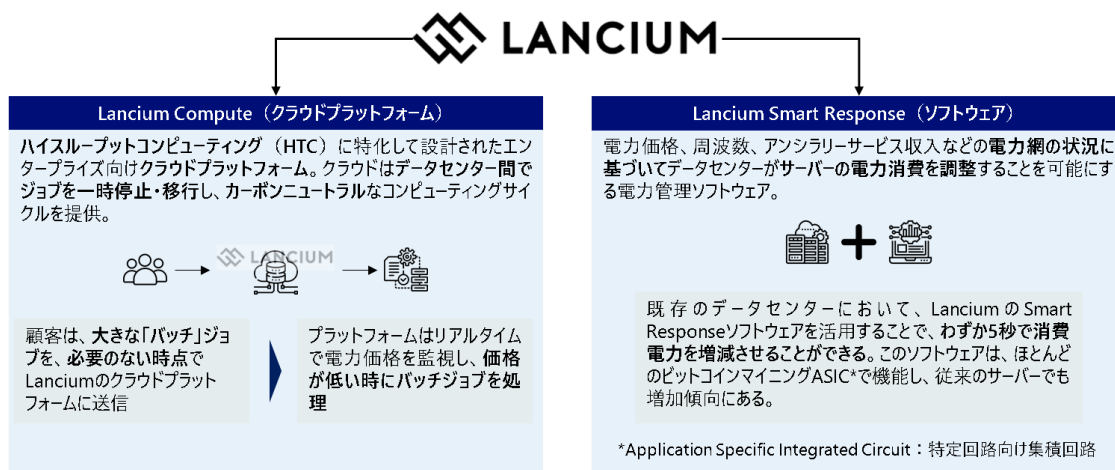 LANCIUM
Lancium Compute（クラウドプラットフォーム）
ハイスループットコンピューティング（HTC）に特化して設計されたエン
タープライズ向けクラウドプラットフォーム。クラウドはデータセンター間で
ジョブを一時停止・移行し、カーボンニュートラルなコンピューティングサイ
クルを提供。
LANCIUM
顧客は、大きな「バッチ」ジョ
ブを、必要のない時点で
Lanciumのクラウドプラット
フォームに送信
プラットフォームはリアルタイム
で電力価格を監視し、価格
が低い時にバッチジョブを処
理
Lancium Smart Response（ソフトウェア）
電力価格、周波数、アンシラリーサービス収入などの電力網の状況に
基づいてデータセンターがサーバーの電力消費を調整することを可能にす
る電力管理ソフトウェア。
既存のデータセンターにおいて、LanciumのSmart
Responseソフトウェアを活用することで、わずか5秒で消費
電力を増減させることができる。このソフトウェアは、ほとんど
のビットコインマイニングASIC*で機能し、従来のサーバーでも
増加傾向にある。
*Application Specific Integrated Circuit：特定回路向け集積回路